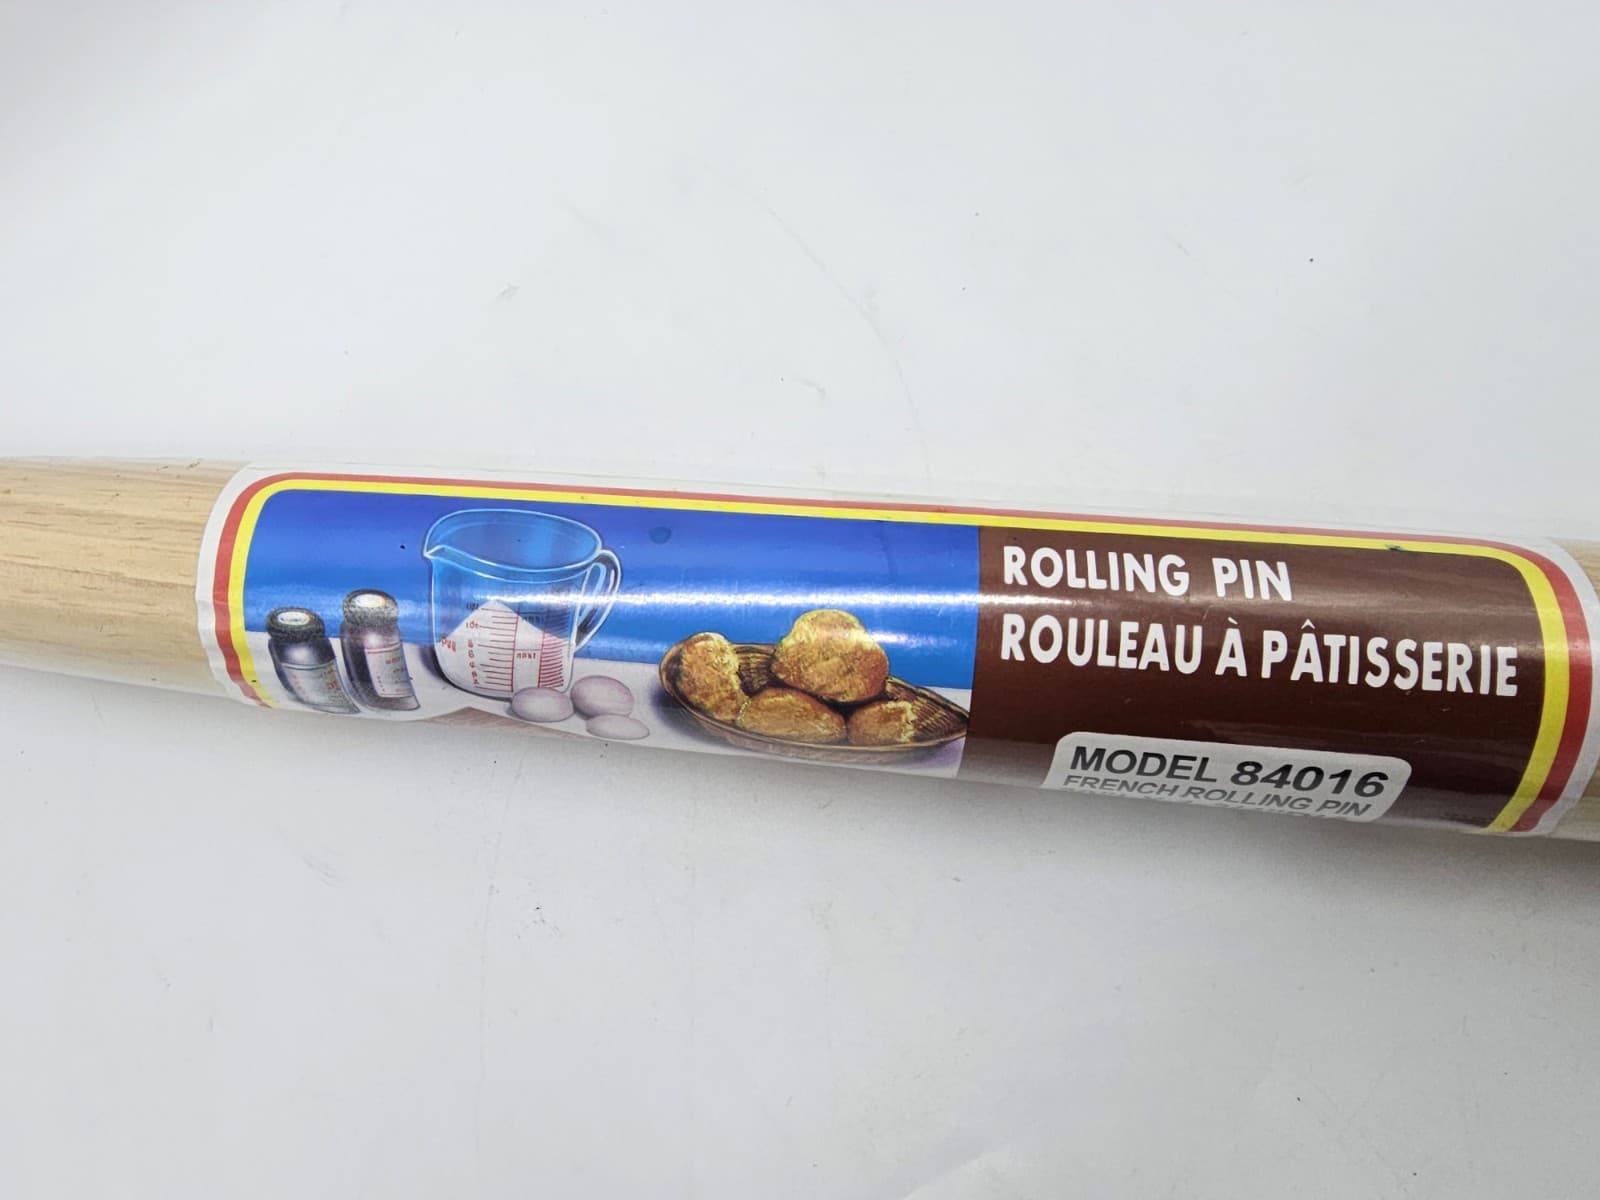 ROLLING PIN
ROULEAU À PÂTISSERIE
MODEL 84016
FRENCH ROLLING PIN